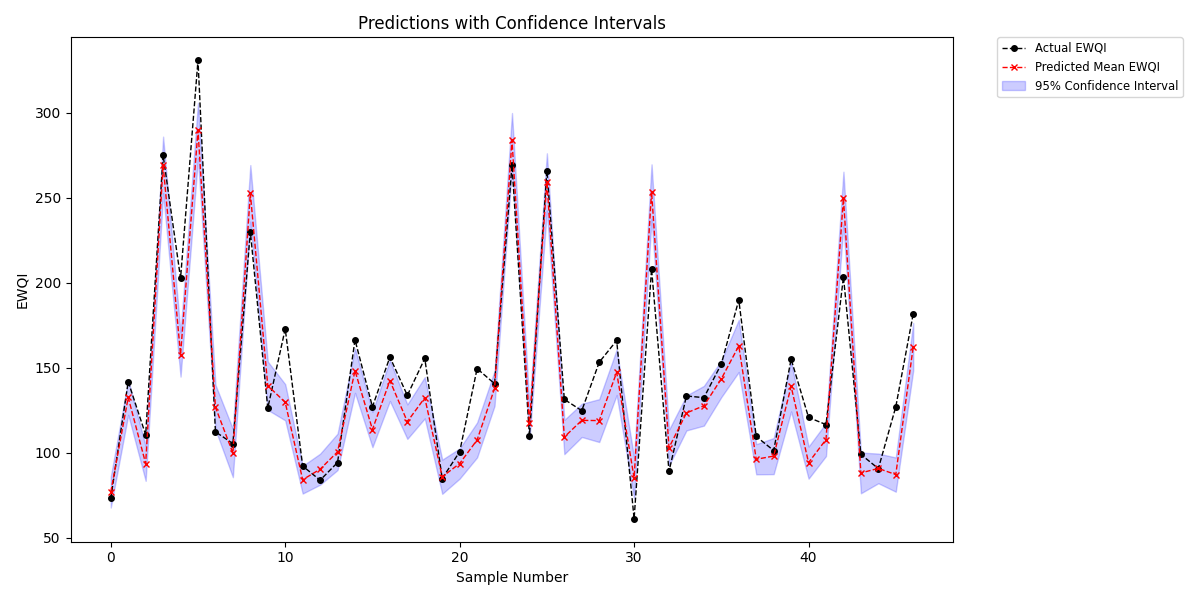 Predictions with Confidence Intervals
Actual EWQI
Predicted Mean EWQI
95% Confidence Interval
EWQI
300
250
200
150
100
50
0
10
20
30
40
Sample Number